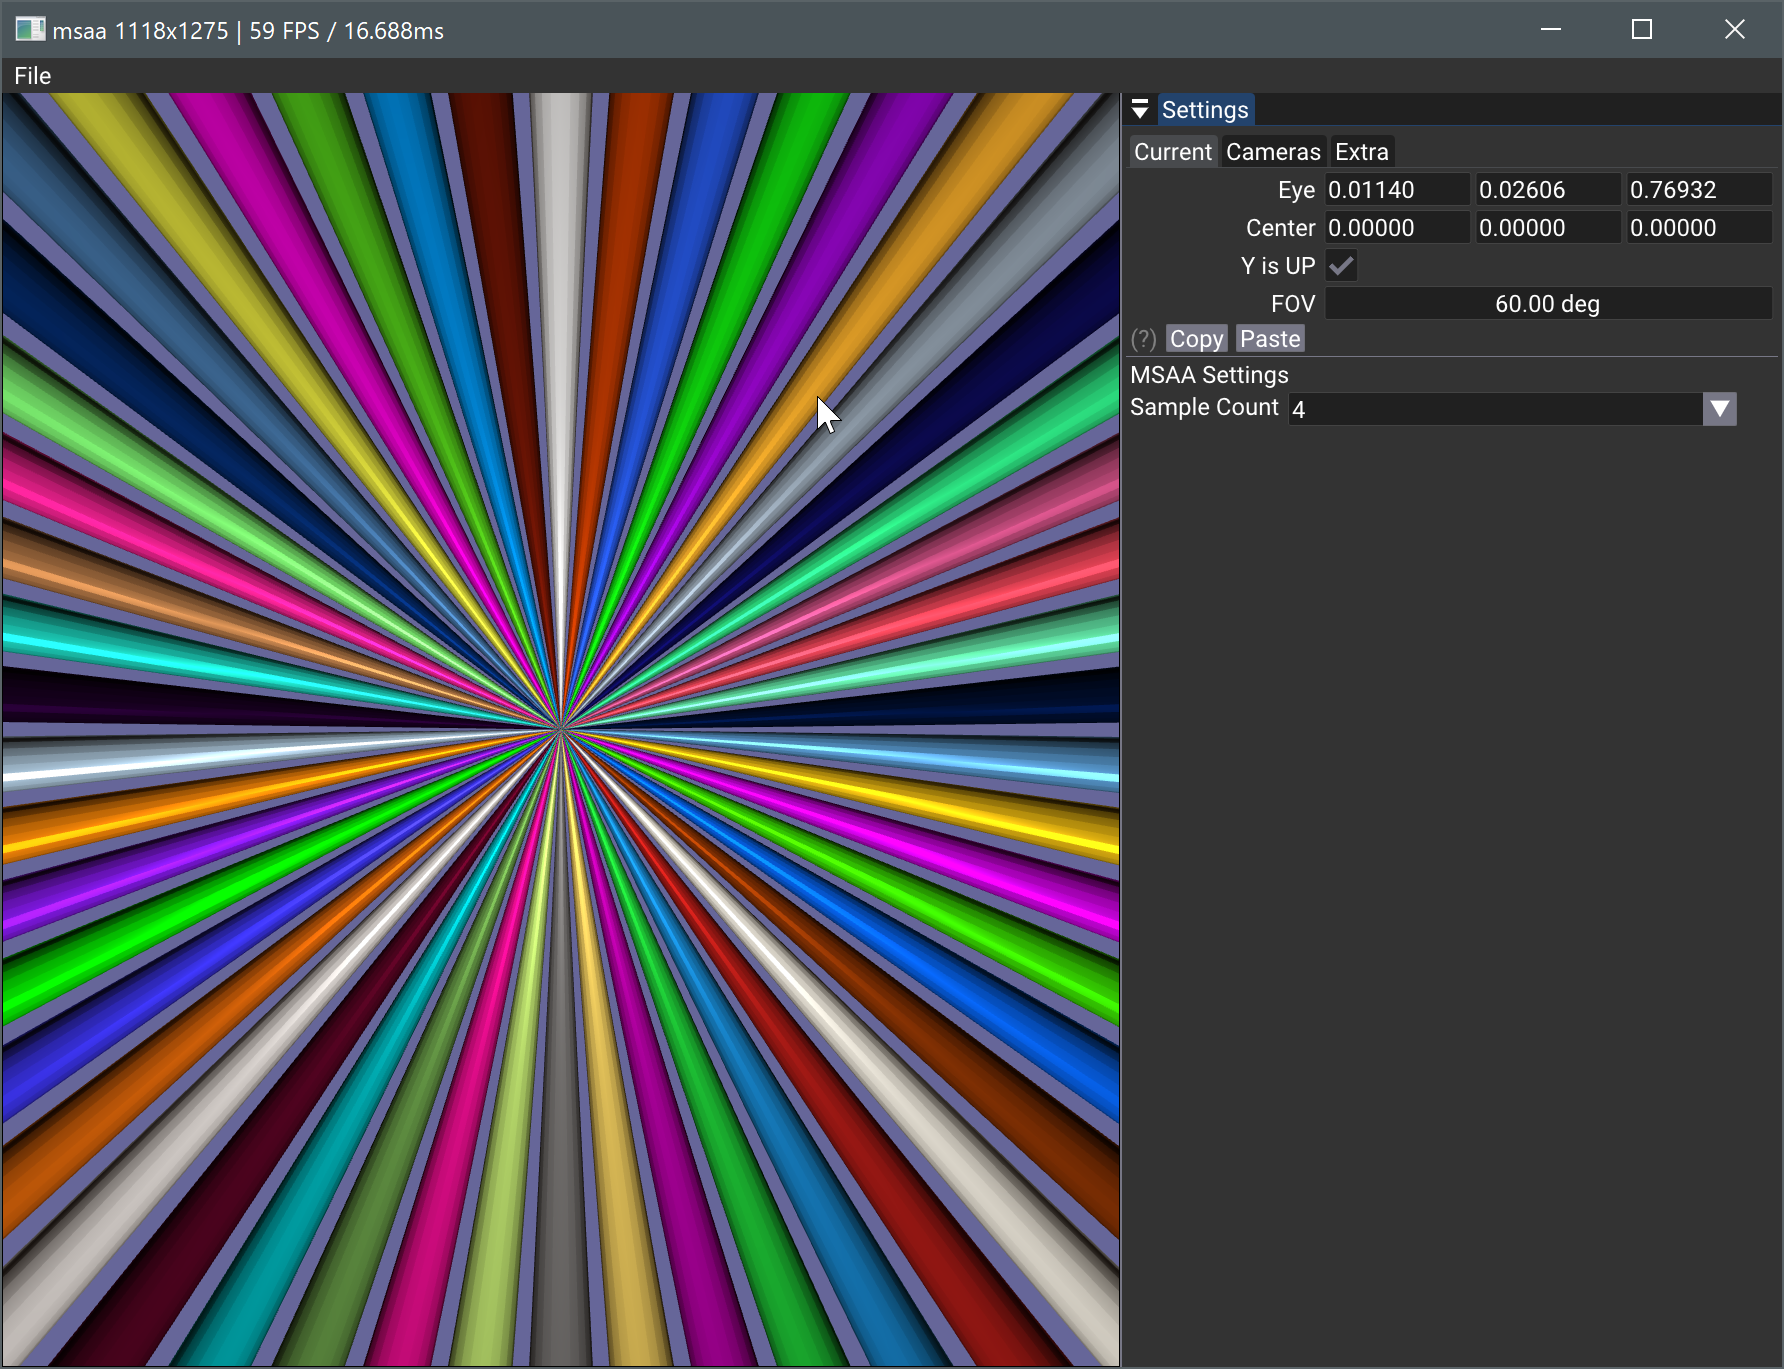 msaa 1118x1275 | 59 FPS / 16.688ms
File
Settings
Current Cameras Extra
Eye 0.01140 0.02606 0.76932
Center 0.00000 0.00000 0.00000
Y is UP
FOV 60.00 deg
(?) Copy Paste
MSAA Settings
Sample Count 4